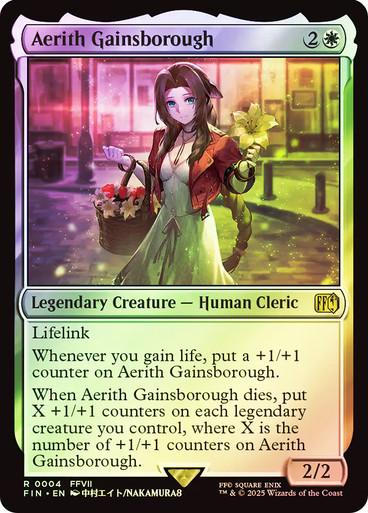 Aerith Gainsborough 2
Legendary Creature — Human Cleric FF
Lifelink
Whenever you gain life, put a +1/+1
counter on Aerith Gainsborough.
When Aerith Gainsborough dies, put
X +1/+1 counters on each legendary
creature you control, where X is the
number of +1/+1 counters on Aerith
Gainsborough.
2/2
R 0004 FFVII
FIN • EN 中村エイト/NAKAMURA8
FF© SQUARE ENIX
™ & © 2025 Wizards of the Coast